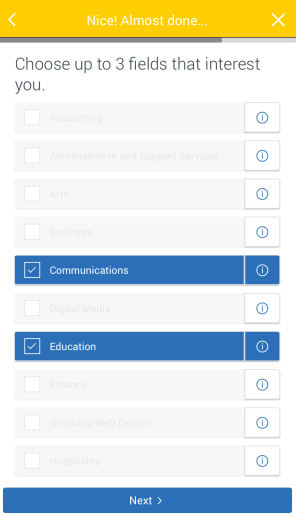 Nice! Almost done...
Choose up to 3 fields that interest
you.
Accounting
Administrative and Support Services
Arts
Business
Communications
Digital Media
Education
Finance
Graphics/Web Design
Hospitality
Next